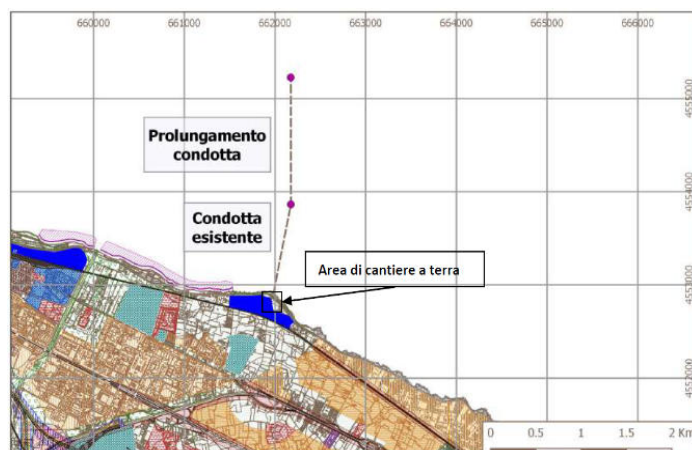 660000 661000 662000 663000 664000 665000 666000
4555000
Prolungamento
condotta
4554000
Condotta
esistente
Area di cantiere a terra
4553000
4552000
0 0.5 1 1.5 2 Km